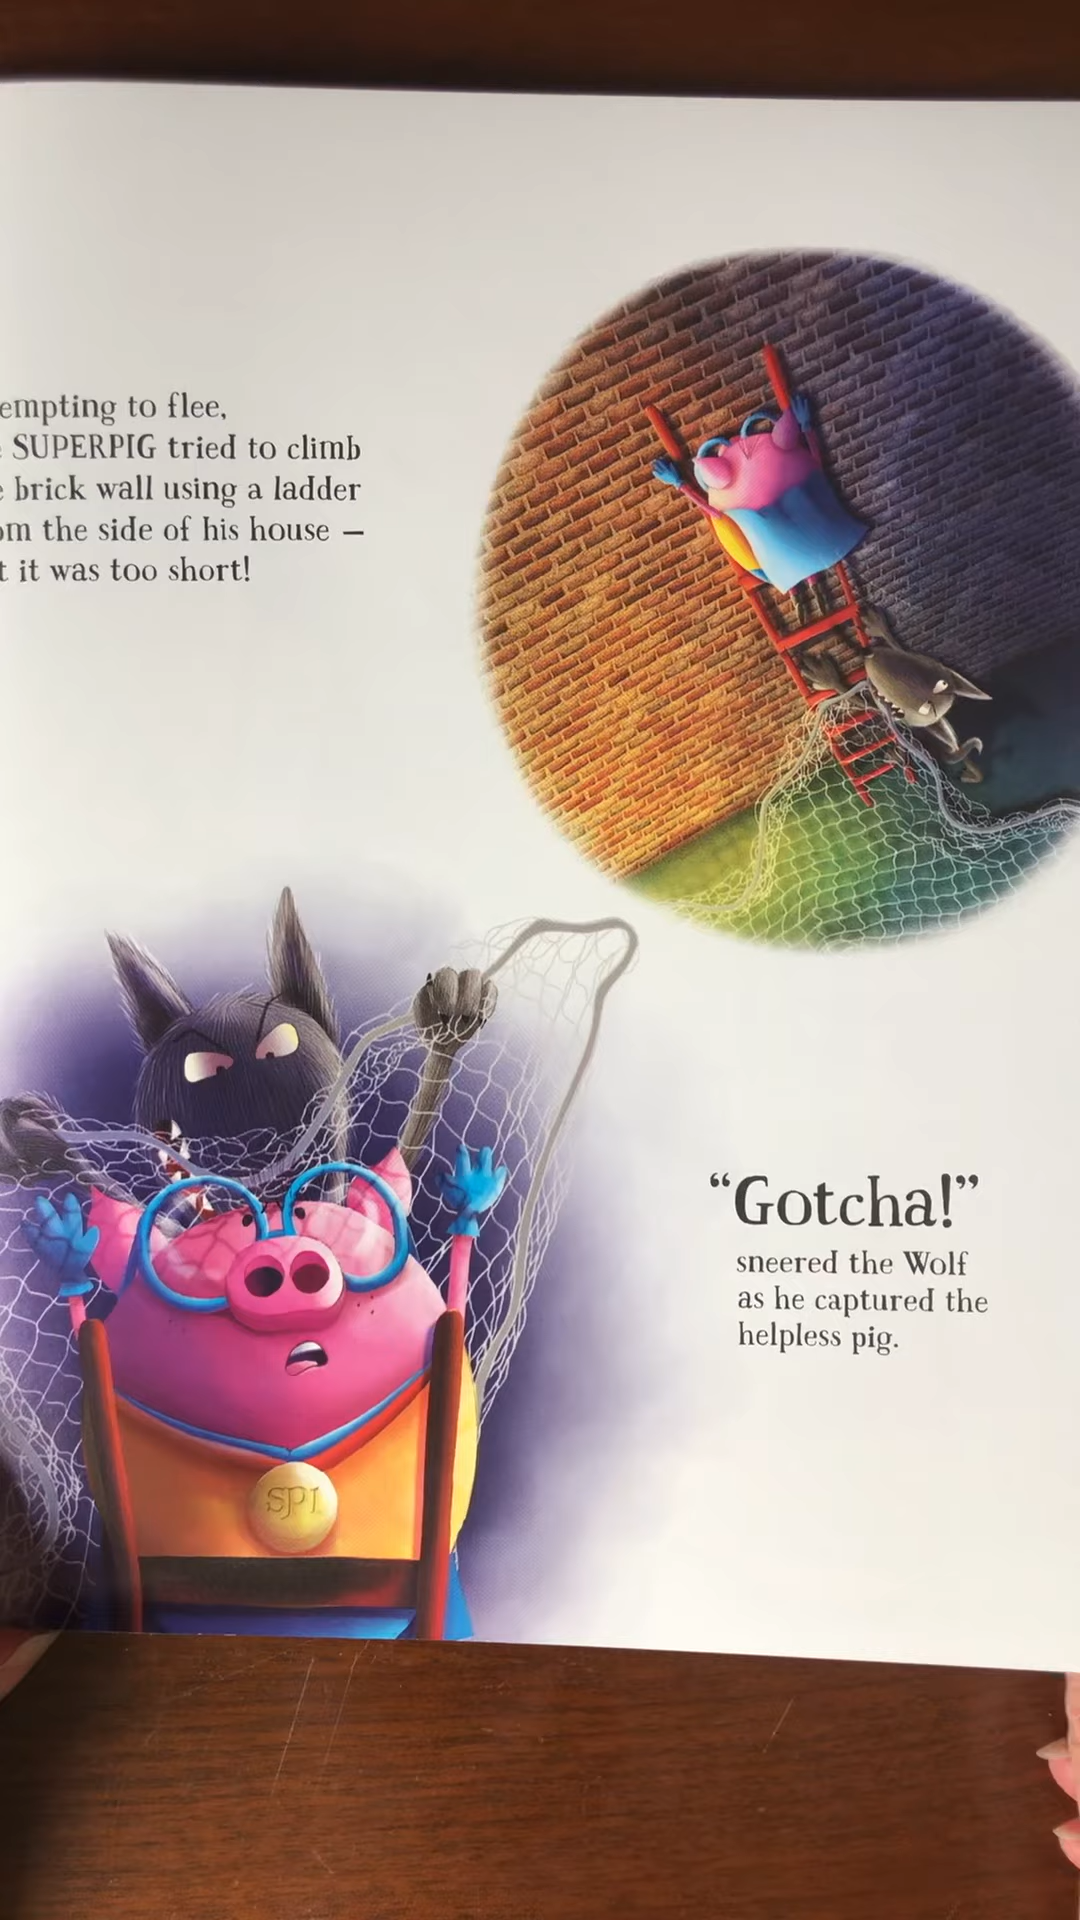 empting to flee,
SUPERPIG tried to climb
brick wall using a ladder
om the side of his house —
t it was too short!
SP1
“Gotcha!”
sneered the Wolf
as he captured the
helpless pig.